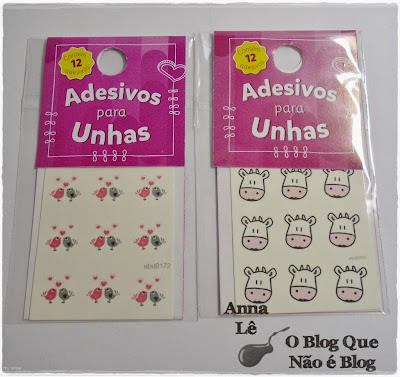 Contém
12
adesivos
Adesivos
para
Unhas
Contém
12
adesivos
Adesivos
para
Unhas
Anna
Lê
O Blog Que
Não é Blog